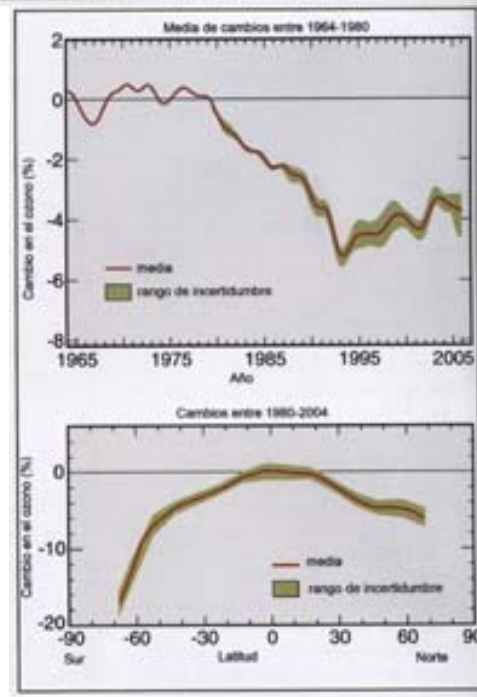 Media de cambios entre 1964-1980
2
0
-2
-4
-6
-8
Cambio en el ozono (%)
media
rango de incertidumbre
1965 1975 1985 1995 2005
Año
Cambios entre 1980-2004
0
-10
-20
Cambio en el ozono (%)
media
rango de incertidumbre
-90 -60 -30 0 30 60 90
Sur Latitud Norte